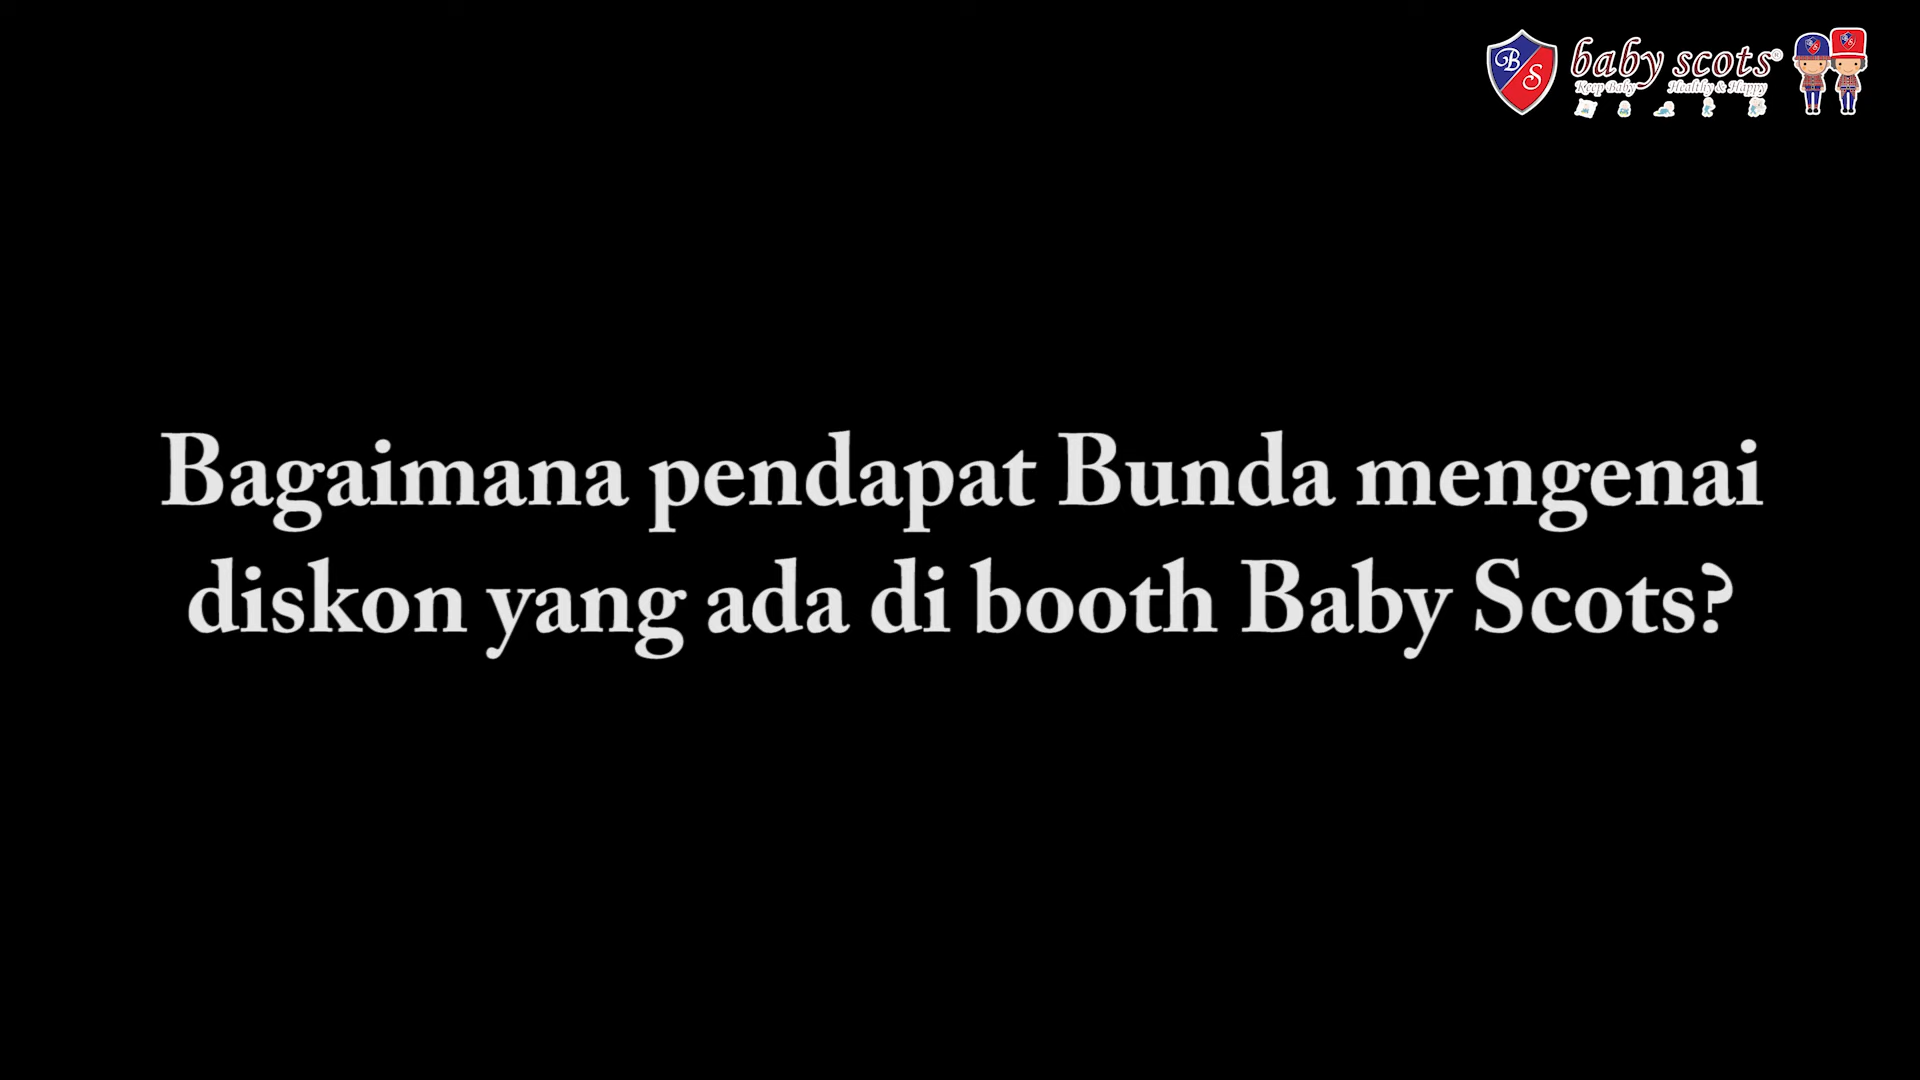 B S
baby scots®
Keep Baby Healthy & Happy
Bagaimana pendapat Bunda mengenai
diskon yang ada di booth Baby Scots?